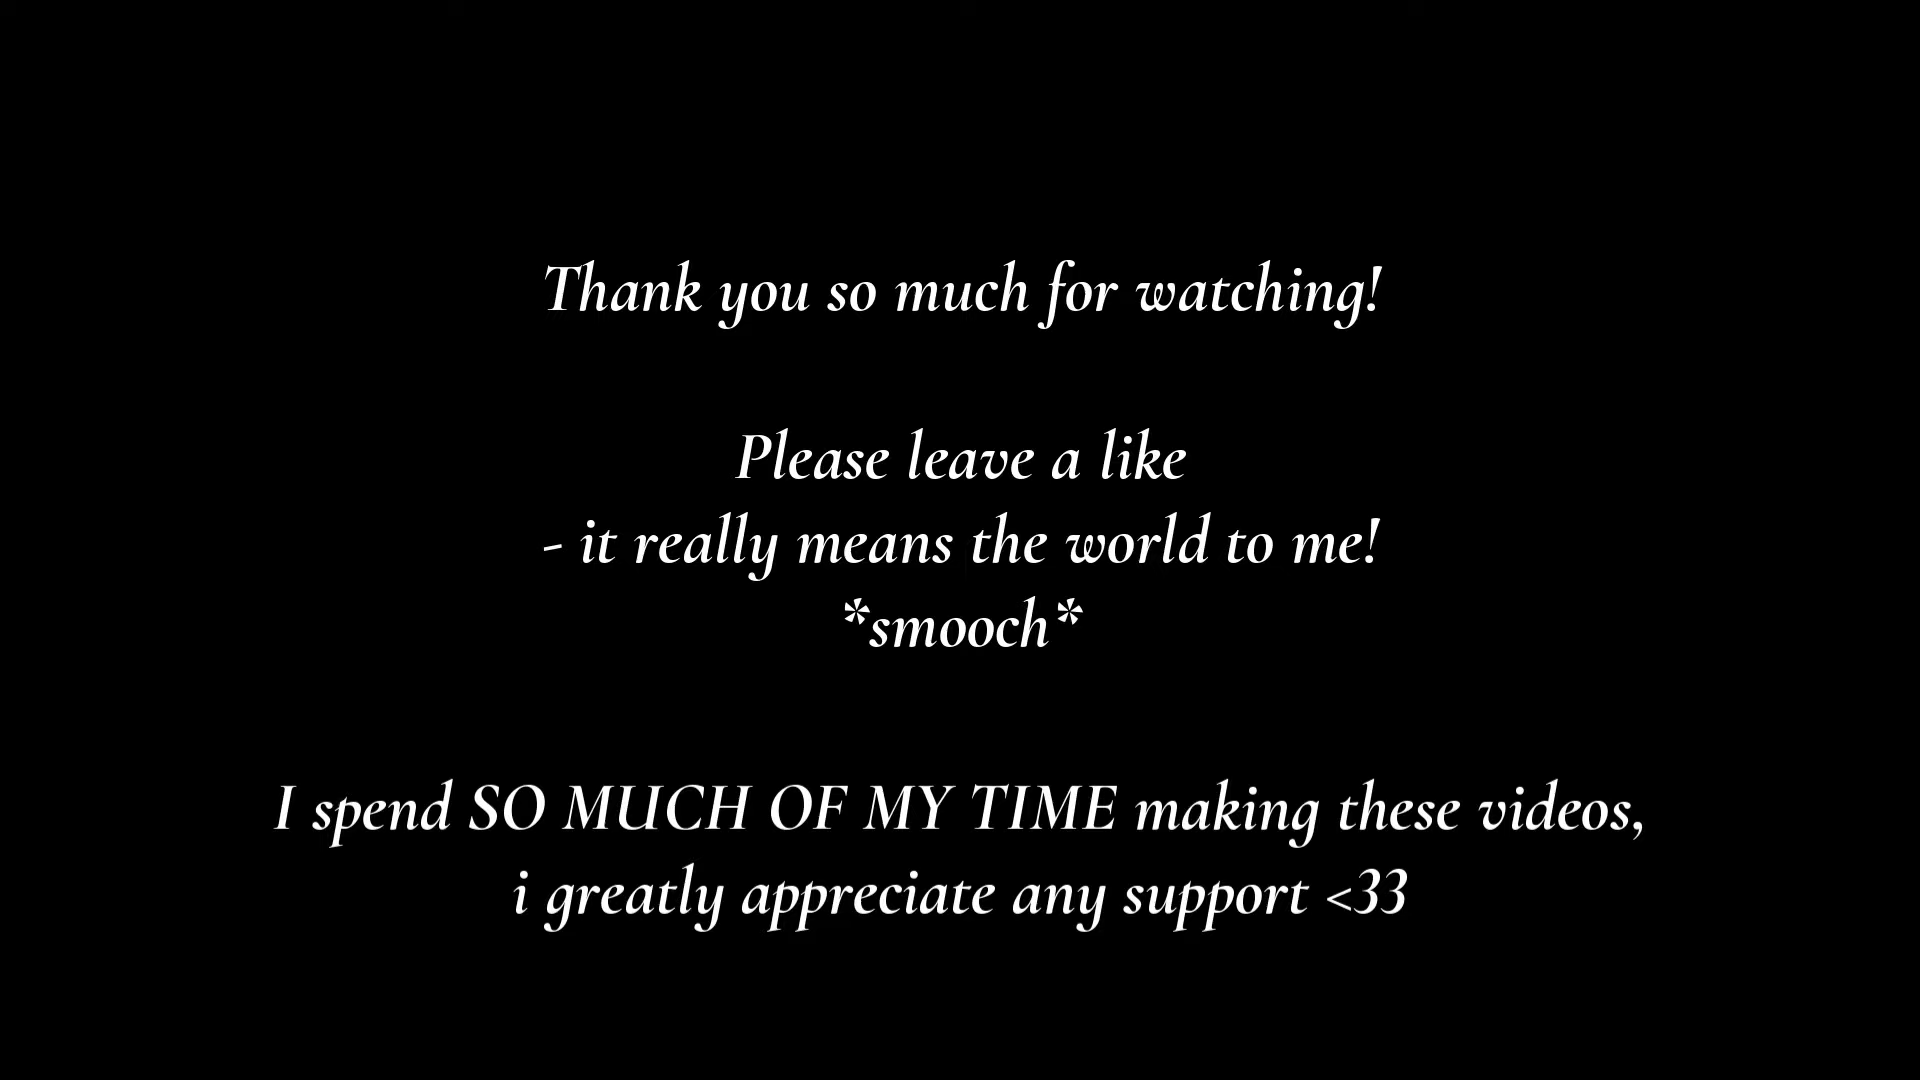 Thank you so much for watching!
Please leave a like
- it really means the world to me!
*smooch*
I spend SO MUCH OF MY TIME making these videos,
i greatly appreciate any support <33